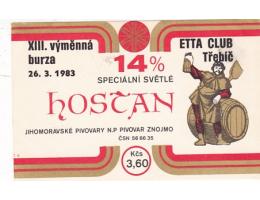 XIII. výměnná
burza
26. 3. 1983
ETTA CLUB
Třebíč
14%
SPECIÁLNÍ SVĚTLÉ
hostan
JIHOMORAVSKÉ PIVOVARY N.P PIVOVAR ZNOJMO
ČSN 56 66 35
Kčs
3,60